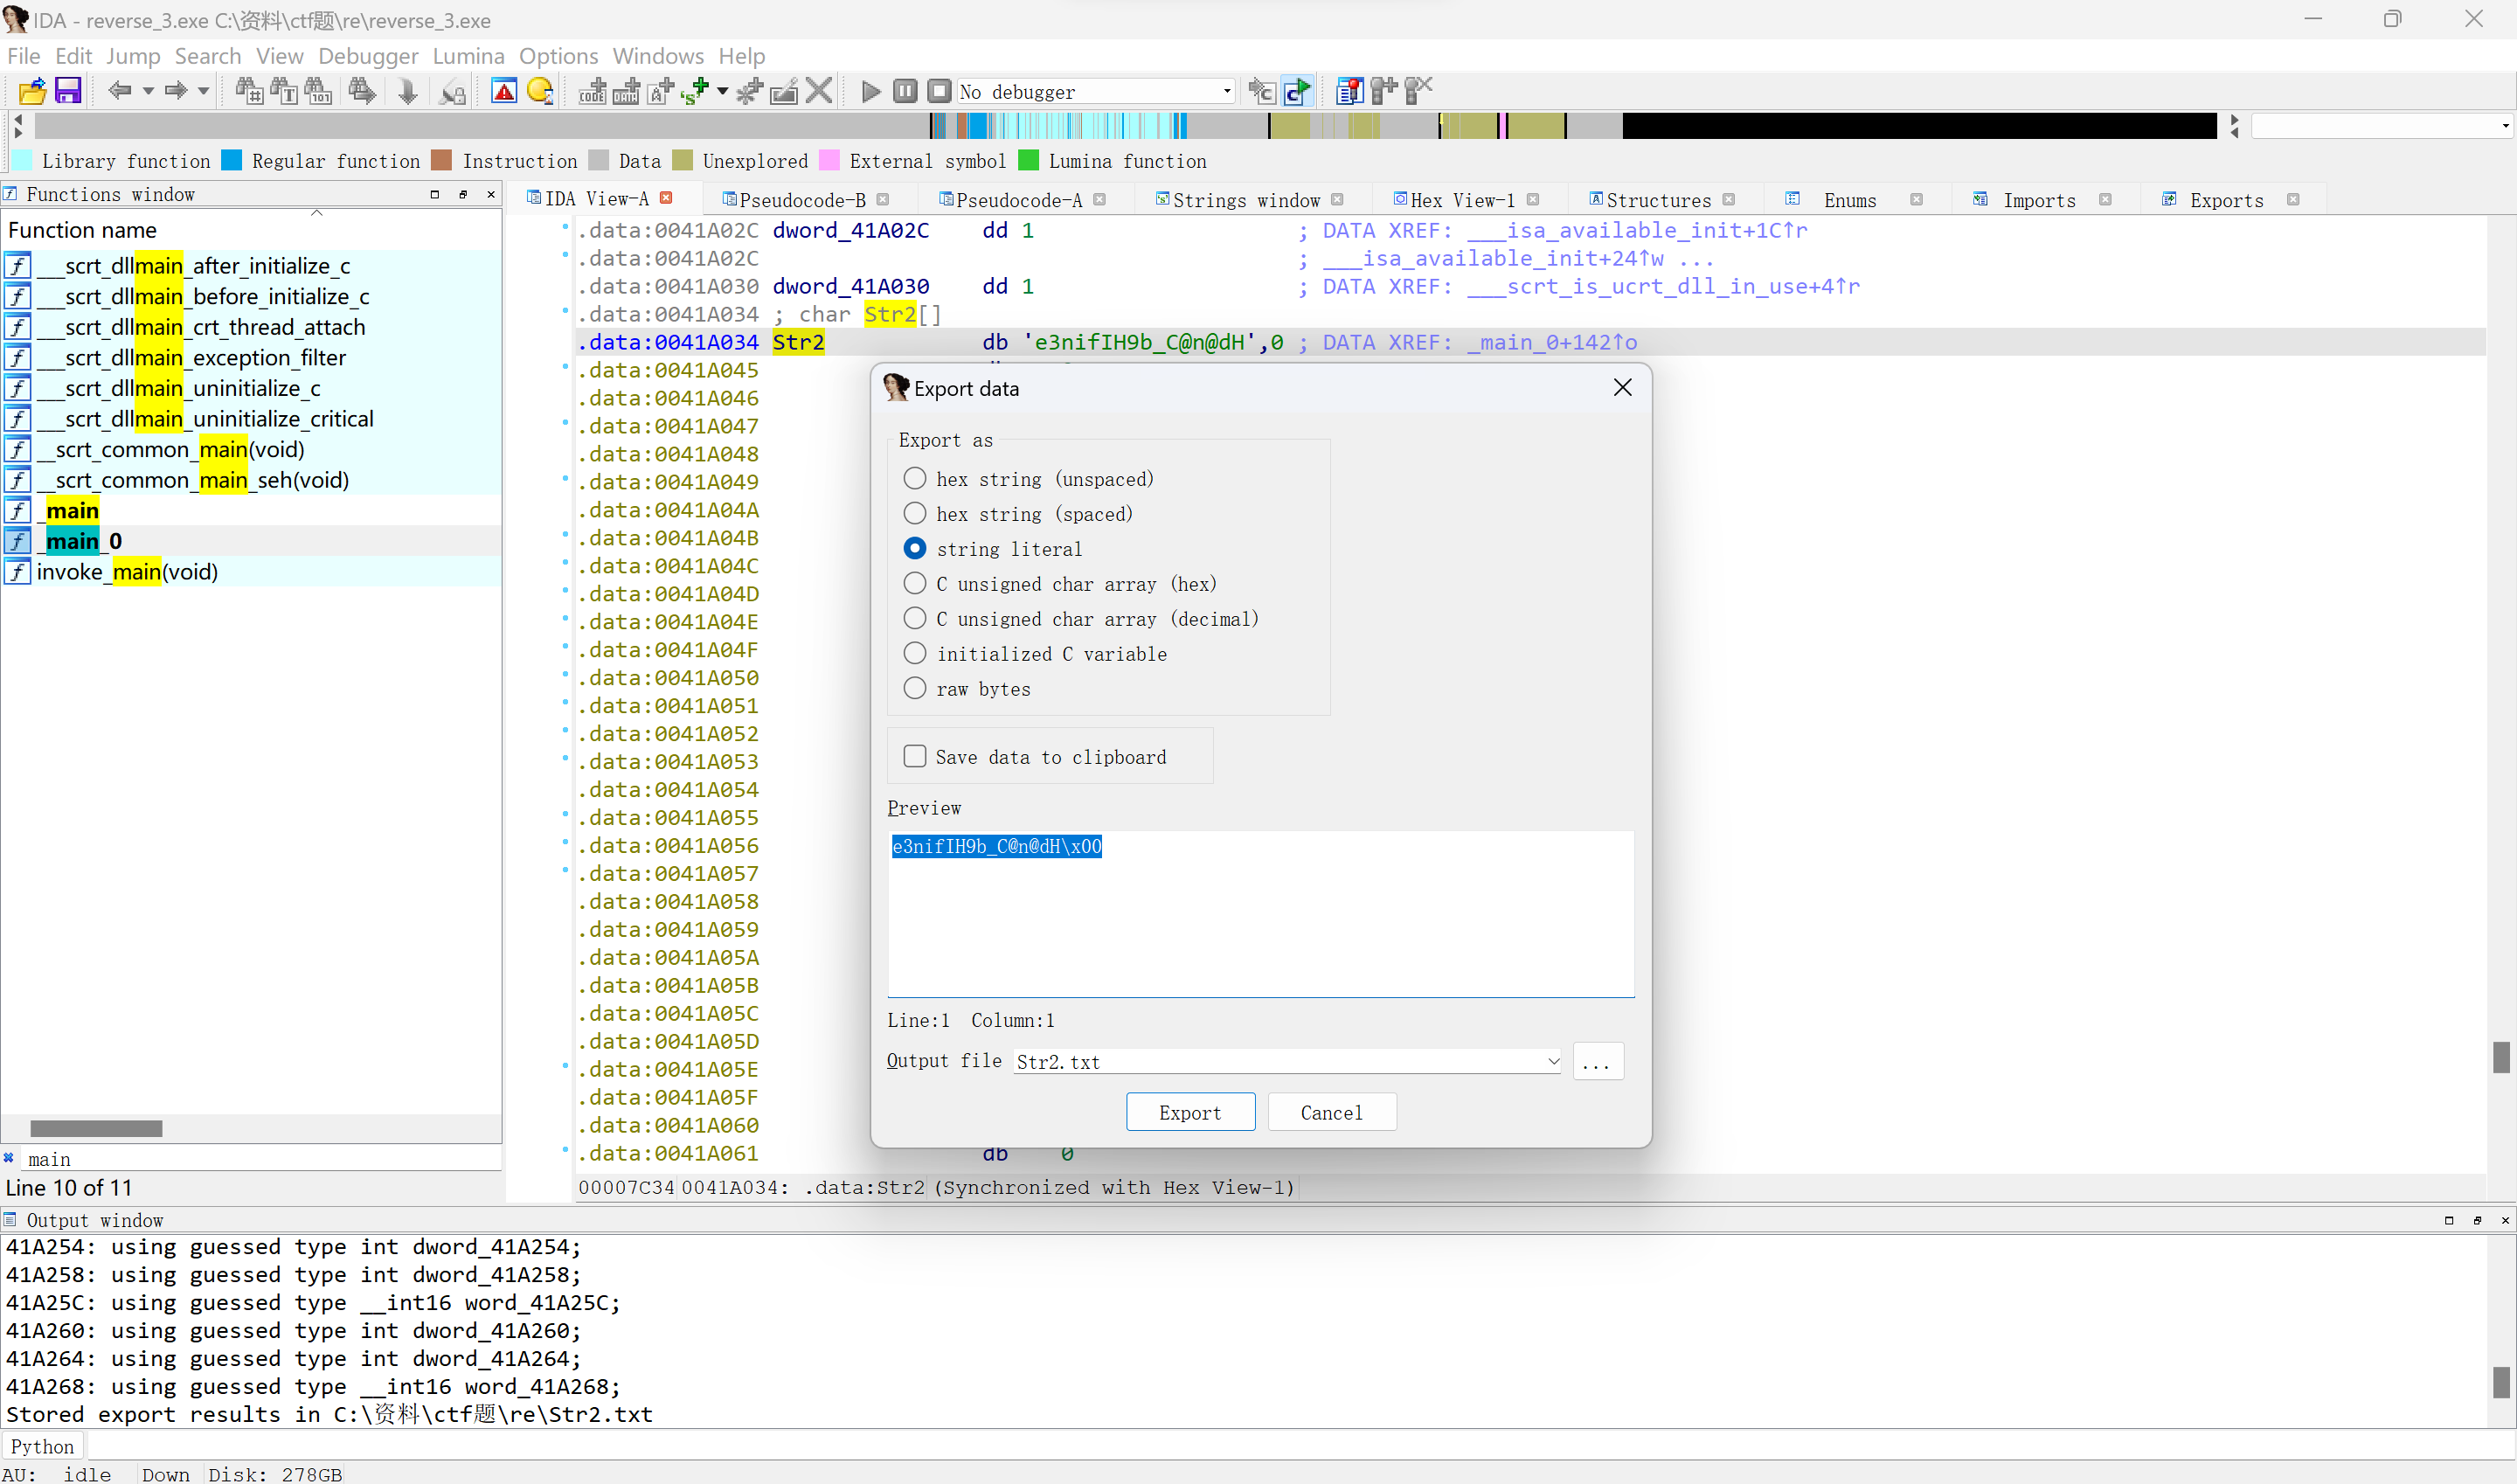 IDA - reverse_3.exe C:\资料\ctf题\re\reverse_3.exe
File Edit Jump Search View Debugger Lumina Options Windows Help
No debugger
Library function Regular function Instruction Data Unexplored External symbol Lumina function
Functions window
IDA View-A Pseudocode-B Pseudocode-A Strings window Hex View-1 Structures Enums Imports Exports
Function name
___scrt_dllmain_after_initialize_c
___scrt_dllmain_before_initialize_c
___scrt_dllmain_crt_thread_attach
___scrt_dllmain_exception_filter
___scrt_dllmain_uninitialize_c
___scrt_dllmain_uninitialize_critical
__scrt_common_main(void)
__scrt_common_main_seh(void)
_main
_main_0
invoke_main(void)
main
Line 10 of 11
.data:0041A02C dword_41A02C dd 1 ; DATA XREF: ___isa_available_init+1C↑r
.data:0041A02C ; ___isa_available_init+24↑w ...
.data:0041A030 dword_41A030 dd 1 ; DATA XREF: ___scrt_is_ucrt_dll_in_use+4↑r
.data:0041A034 ; char Str2[]
.data:0041A034 Str2 db 'e3nifIH9b_C@n@dH',0 ; DATA XREF: _main_0+142↑o
.data:0041A045
.data:0041A046
.data:0041A047
.data:0041A048
.data:0041A049
.data:0041A04A
.data:0041A04B
.data:0041A04C
.data:0041A04D
.data:0041A04E
.data:0041A04F
.data:0041A050
.data:0041A051
.data:0041A052
.data:0041A053
.data:0041A054
.data:0041A055
.data:0041A056
.data:0041A057
.data:0041A058
.data:0041A059
.data:0041A05A
.data:0041A05B
.data:0041A05C
.data:0041A05D
.data:0041A05E
.data:0041A05F
.data:0041A060
.data:0041A061 db 0
00007C34 0041A034: .data:Str2 (Synchronized with Hex View-1)
Export data
Export as
hex string (unspaced)
hex string (spaced)
string literal
C unsigned char array (hex)
C unsigned char array (decimal)
initialized C variable
raw bytes
Save data to clipboard
Preview
e3nifIH9b_C@n@dH\x00
Line:1 Column:1
Output file Str2.txt ...
Export Cancel
Output window
41A254: using guessed type int dword_41A254;
41A258: using guessed type int dword_41A258;
41A25C: using guessed type __int16 word_41A25C;
41A260: using guessed type int dword_41A260;
41A264: using guessed type int dword_41A264;
41A268: using guessed type __int16 word_41A268;
Stored export results in C:\资料\ctf题\re\Str2.txt
Python
AU: idle Down Disk: 278GB